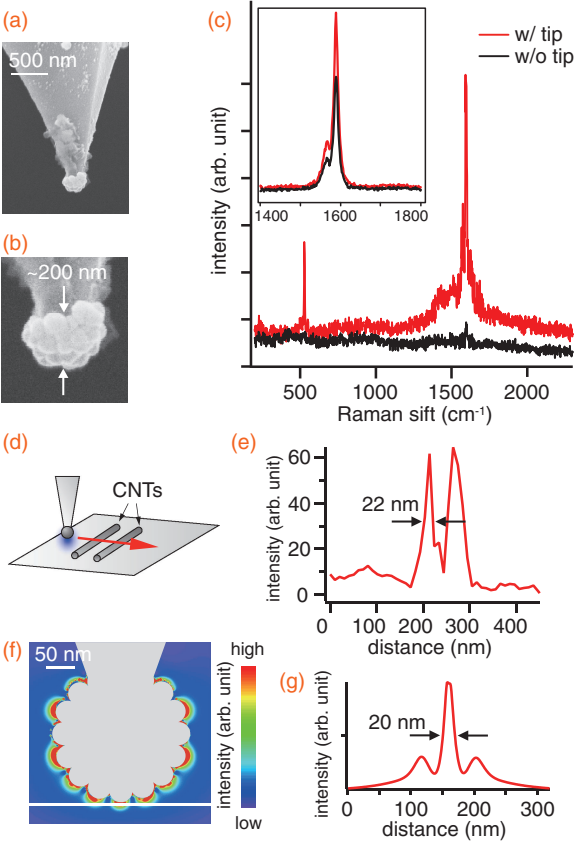 (a)
500 nm
(b)
~200 nm
(c)
w/ tip
w/o tip
intensity (arb. unit)
1400 1600 1800
500 1000 1500 2000
Raman sift (cm-1)
(d)
CNTs
(e)
intensity (arb. unit)
60
40
20
0
22 nm
0 100 200 300 400
distance (nm)
(f)
50 nm
high
intensity (arb. unit)
low
(g)
intensity (arb. unit)
20 nm
0 100 200 300
distance (nm)